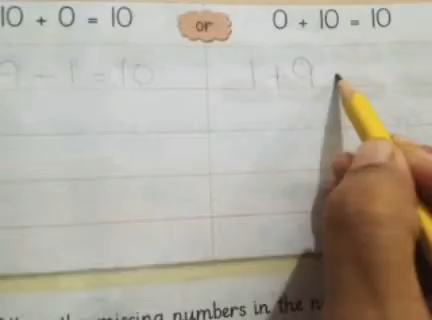 10 + 0 = 10 or 0 + 10 = 10
9 - 1 = 10 1 + 9
missing numbers in the